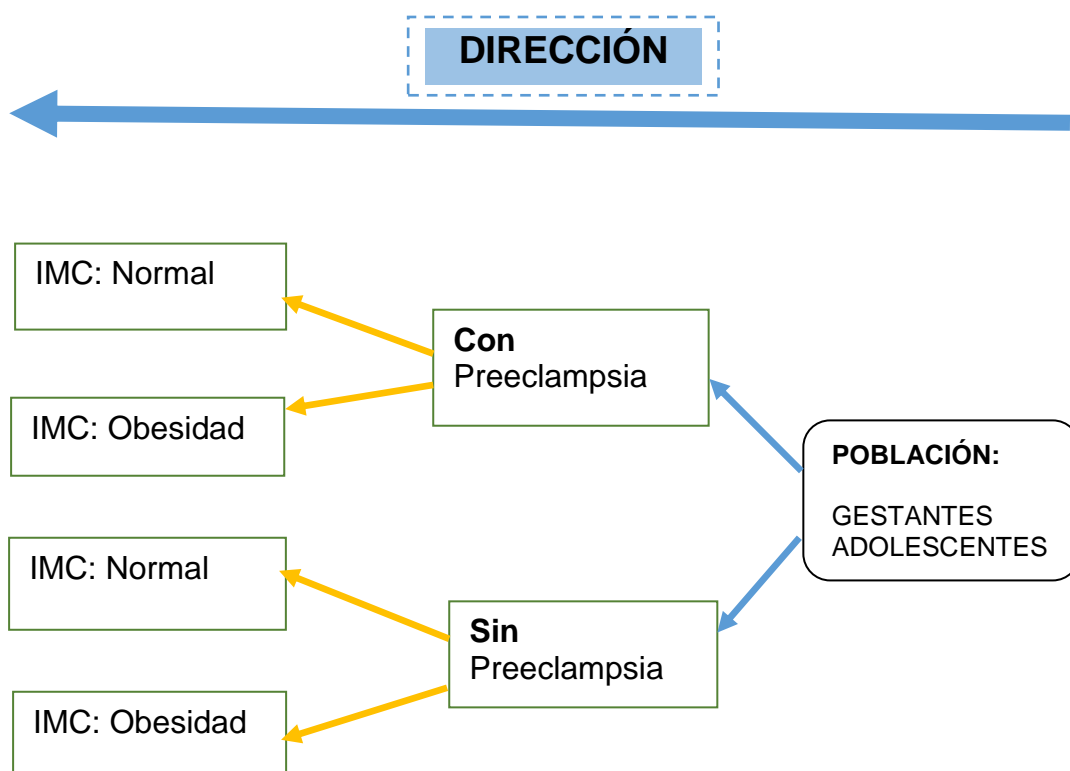 DIRECCIÓN
IMC: Normal
IMC: Obesidad
IMC: Normal
IMC: Obesidad
Con
Preeclampsia
Sin
Preeclampsia
POBLACIÓN:
GESTANTES
ADOLESCENTES